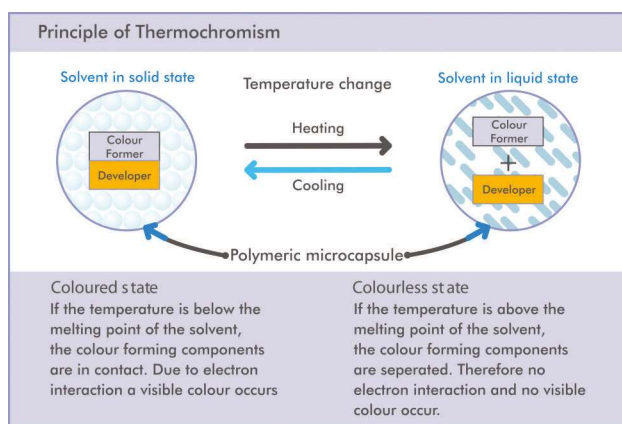 Principle of Thermochromism
Solvent in solid state
Temperature change
Solvent in liquid state
Colour
Former
Developer
Heating
Cooling
Colour
Former
+
Developer
Polymeric microcapsule
Coloured state
If the temperature is below the
melting point of the solvent,
the colour forming components
are in contact. Due to electron
interaction a visible colour occurs
Colourless state
If the temperature is above the
melting point of the solvent,
the colour forming components
are seperated. Therefore no
electron interaction and no visible
colour occur.